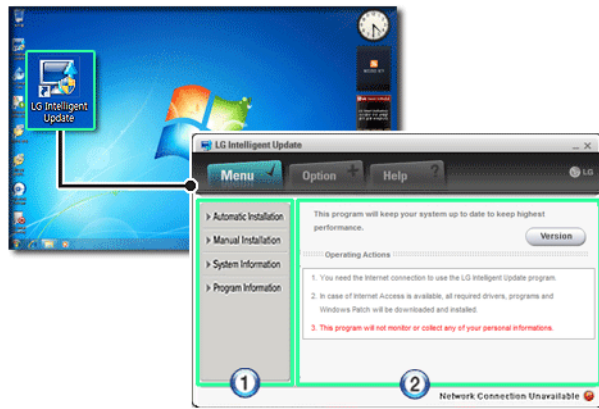 LG Intelligent
Update
LG Intelligent Update
Menu
Option
Help
LG
Automatic Installation
Manual Installation
System Information
Program Information
This program will keep your system up to date to keep highest
performance.
Version
Operating Actions
1. You need the Internet connection to use the LG Intelligent Update program.
2. In case of Internet Access is available, all required drivers, programs and
Windows Patch will be downloaded and installed.
3. This program will not monitor or collect any of your personal informations.
1
2
Network Connection Unavailable